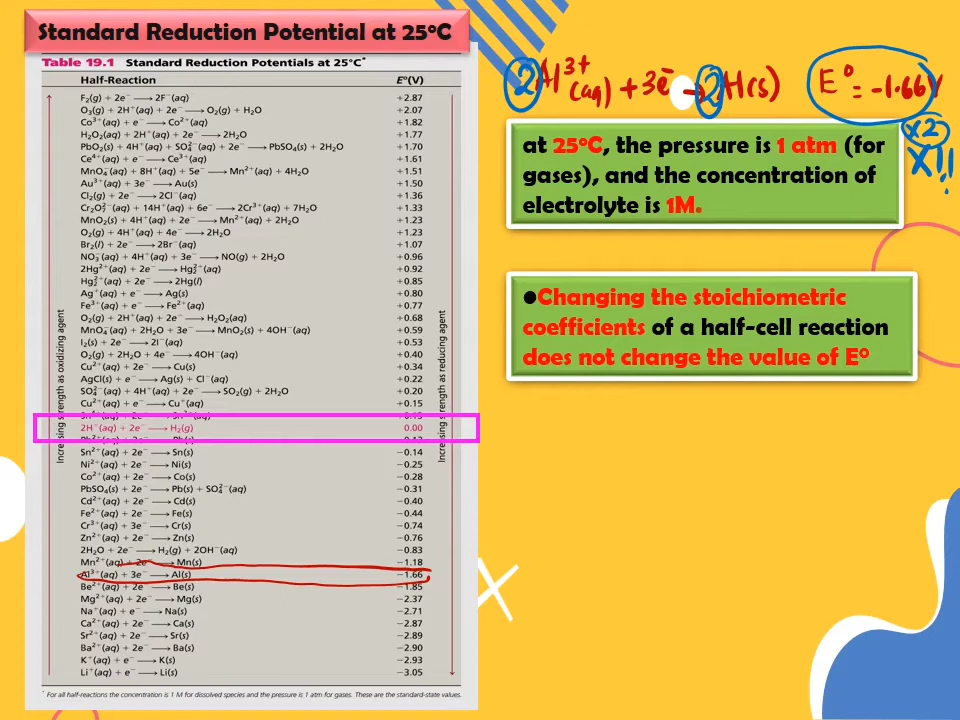 Standard Reduction Potential at 25°C
Table 19.1 Standard Reduction Potentials at 25°C*
Half-Reaction E°(V)
F₂(g) + 2e⁻ ⟶ 2F⁻(aq) +2.87
O₃(g) + 2H⁺(aq) + 2e⁻ ⟶ O₂(g) + H₂O +2.07
Co³⁺(aq) + e⁻ ⟶ Co²⁺(aq) +1.82
H₂O₂(aq) + 2H⁺(aq) + 2e⁻ ⟶ 2H₂O +1.77
PbO₂(s) + 4H⁺(aq) + SO₄²⁻(aq) + 2e⁻ ⟶ PbSO₄(s) + 2H₂O +1.70
Ce⁴⁺(aq) + e⁻ ⟶ Ce³⁺(aq) +1.61
MnO₄⁻(aq) + 8H⁺(aq) + 5e⁻ ⟶ Mn²⁺(aq) + 4H₂O +1.51
Au³⁺(aq) + 3e⁻ ⟶ Au(s) +1.50
Cl₂(g) + 2e⁻ ⟶ 2Cl⁻(aq) +1.36
Cr₂O₇²⁻(aq) + 14H⁺(aq) + 6e⁻ ⟶ 2Cr³⁺(aq) + 7H₂O +1.33
MnO₂(s) + 4H⁺(aq) + 2e⁻ ⟶ Mn²⁺(aq) + 2H₂O +1.23
O₂(g) + 4H⁺(aq) + 4e⁻ ⟶ 2H₂O +1.23
Br₂(l) + 2e⁻ ⟶ 2Br⁻(aq) +1.07
NO₃⁻(aq) + 4H⁺(aq) + 3e⁻ ⟶ NO(g) + 2H₂O +0.96
2Hg²⁺(aq) + 2e⁻ ⟶ Hg₂²⁺(aq) +0.92
Hg₂²⁺(aq) + 2e⁻ ⟶ 2Hg(l) +0.85
Ag⁺(aq) + e⁻ ⟶ Ag(s) +0.80
Fe³⁺(aq) + e⁻ ⟶ Fe²⁺(aq) +0.77
O₂(g) + 2H⁺(aq) + 2e⁻ ⟶ H₂O₂(aq) +0.68
MnO₄⁻(aq) + 2H₂O + 3e⁻ ⟶ MnO₂(s) + 4OH⁻(aq) +0.59
I₂(s) + 2e⁻ ⟶ 2I⁻(aq) +0.53
O₂(g) + 2H₂O + 4e⁻ ⟶ 4OH⁻(aq) +0.40
Cu²⁺(aq) + 2e⁻ ⟶ Cu(s) +0.34
AgCl(s) + e⁻ ⟶ Ag(s) + Cl⁻(aq) +0.22
SO₄²⁻(aq) + 4H⁺(aq) + 2e⁻ ⟶ SO₂(g) + 2H₂O +0.20
Cu²⁺(aq) + e⁻ ⟶ Cu⁺(aq) +0.15
Sn⁴⁺(aq) + 2e⁻ ⟶ Sn²⁺(aq) +0.13
2H⁺(aq) + 2e⁻ ⟶ H₂(g) 0.00
Pb²⁺(aq) + 2e⁻ ⟶ Pb(s) −0.13
Sn²⁺(aq) + 2e⁻ ⟶ Sn(s) −0.14
Ni²⁺(aq) + 2e⁻ ⟶ Ni(s) −0.25
Co²⁺(aq) + 2e⁻ ⟶ Co(s) −0.28
PbSO₄(s) + 2e⁻ ⟶ Pb(s) + SO₄²⁻(aq) −0.31
Cd²⁺(aq) + 2e⁻ ⟶ Cd(s) −0.40
Fe²⁺(aq) + 2e⁻ ⟶ Fe(s) −0.44
Cr³⁺(aq) + 3e⁻ ⟶ Cr(s) −0.74
Zn²⁺(aq) + 2e⁻ ⟶ Zn(s) −0.76
2H₂O + 2e⁻ ⟶ H₂(g) + 2OH⁻(aq) −0.83
Mn²⁺(aq) + 2e⁻ ⟶ Mn(s) −1.18
Al³⁺(aq) + 3e⁻ ⟶ Al(s) −1.66
Be²⁺(aq) + 2e⁻ ⟶ Be(s) −1.85
Mg²⁺(aq) + 2e⁻ ⟶ Mg(s) −2.37
Na⁺(aq) + e⁻ ⟶ Na(s) −2.71
Ca²⁺(aq) + 2e⁻ ⟶ Ca(s) −2.87
Sr²⁺(aq) + 2e⁻ ⟶ Sr(s) −2.89
Ba²⁺(aq) + 2e⁻ ⟶ Ba(s) −2.90
K⁺(aq) + e⁻ ⟶ K(s) −2.93
Li⁺(aq) + e⁻ ⟶ Li(s) −3.05
Increasing strength as oxidizing agent
Increasing strength as reducing agent
* For all half-reactions the concentration is 1 M for dissolved species and the pressure is 1 atm for gases. These are the standard-state values.
2Al³⁺(aq) + 3e⁻ → 2Al(s) E° = -1.66V
x2
X!!
at 25°C, the pressure is 1 atm (for
gases), and the concentration of
electrolyte is 1M.
●Changing the stoichiometric
coefficients of a half-cell reaction
does not change the value of E°